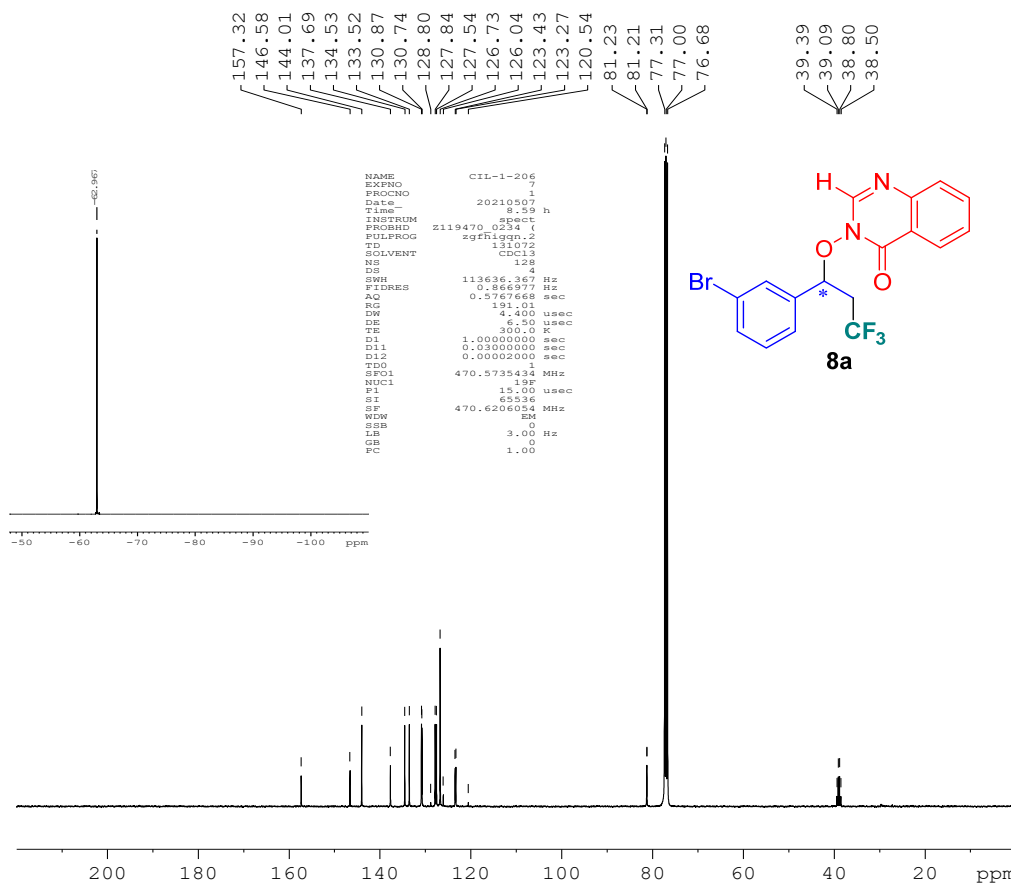 157.32
146.58
144.01
137.69
134.53
133.52
130.87
130.74
128.80
127.84
127.54
126.73
126.04
123.43
123.27
120.54
81.23
81.21
77.31
77.00
76.68
39.39
39.09
38.80
38.50
-62.96
NAME CIL-1-206
EXPNO 7
PROCNO 1
Date_ 20210507
Time 8.59 h
INSTRUM spect
PROBHD Z119470_0234 (
PULPROG zgfhigqn.2
TD 131072
SOLVENT CDCl3
NS 128
DS 4
SWH 113636.367 Hz
FIDRES 0.866977 Hz
AQ 0.5767668 sec
RG 191.01
DW 4.400 usec
DE 6.50 usec
TE 300.0 K
D1 1.00000000 sec
D11 0.03000000 sec
D12 0.00002000 sec
TD0 1
SFO1 470.5735434 MHz
NUC1 19F
P1 15.00 usec
SI 65536
SF 470.6206054 MHz
WDW EM
SSB 0
LB 3.00 Hz
GB 0
PC 1.00
H N
N
O
O
Br
*
CF3
8a
-50 -60 -70 -80 -90 -100 ppm
200 180 160 140 120 100 80 60 40 20 ppm